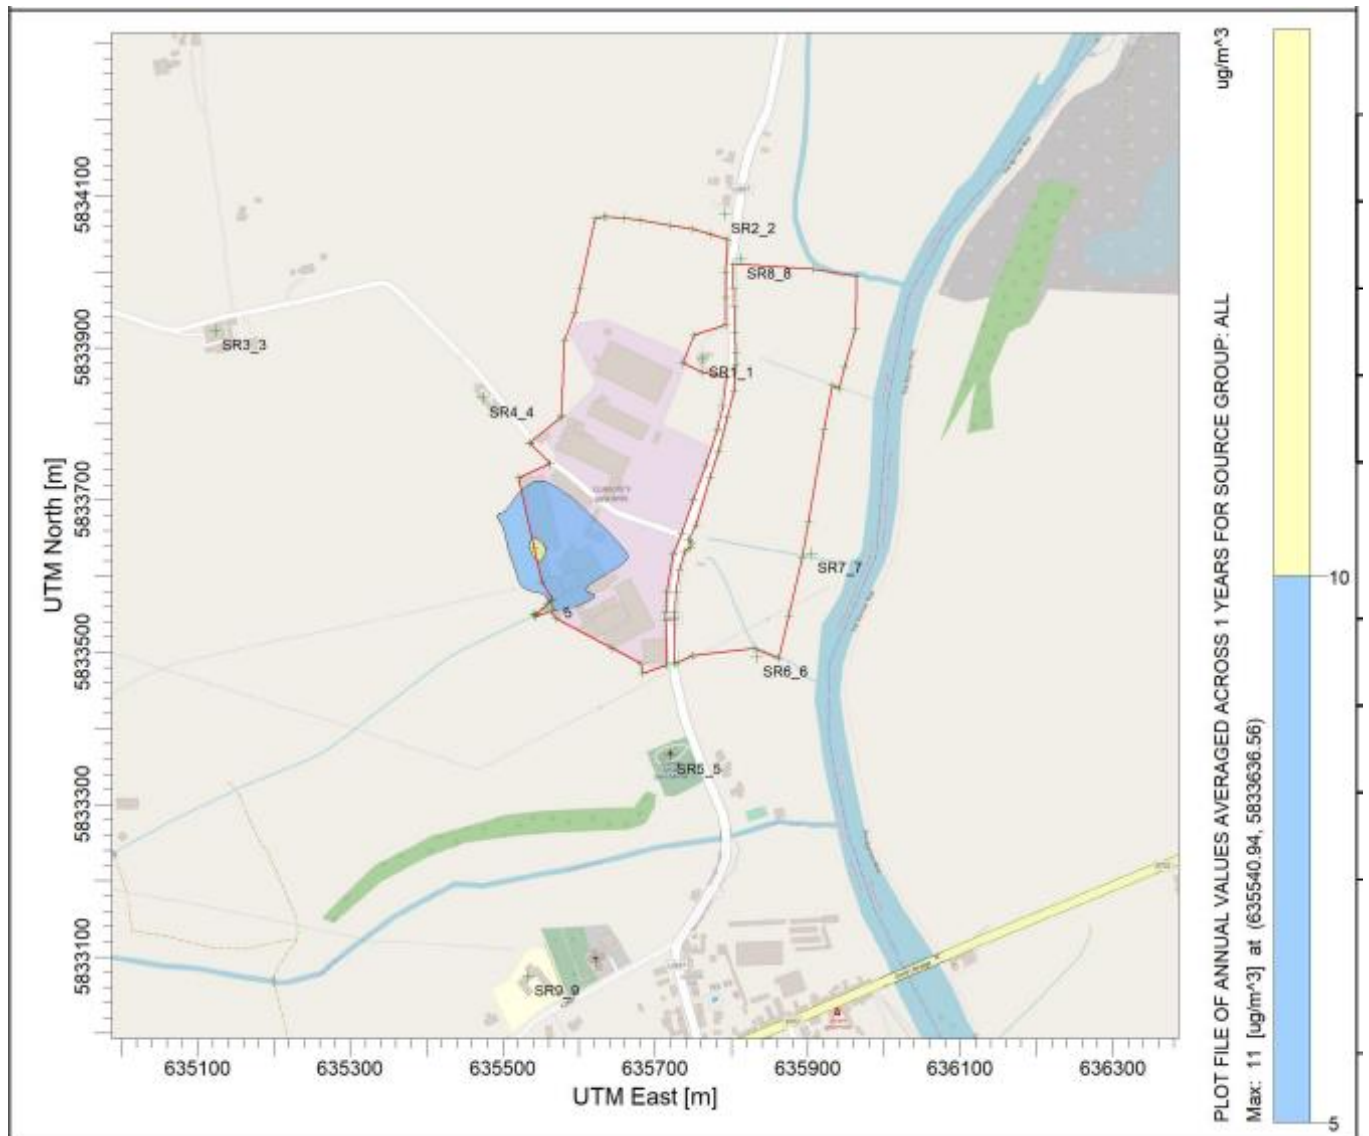 ug/m^3
5834100
SR2_2
SR8_8
5833900
SR3_3
SR1_1
SR4_4
5833700
UTM North [m]
PLOT FILE OF ANNUAL VALUES AVERAGED ACROSS 1 YEARS FOR SOURCE GROUP: ALL
10
SR7_7
5833500
SR6_6
Max: 11 [ug/m^3] at (635540.94, 5833636.56)
SR5_5
5833300
5833100
SR9_9
5
635100
635300
635500
635700
635900
636100
636300
UTM East [m]